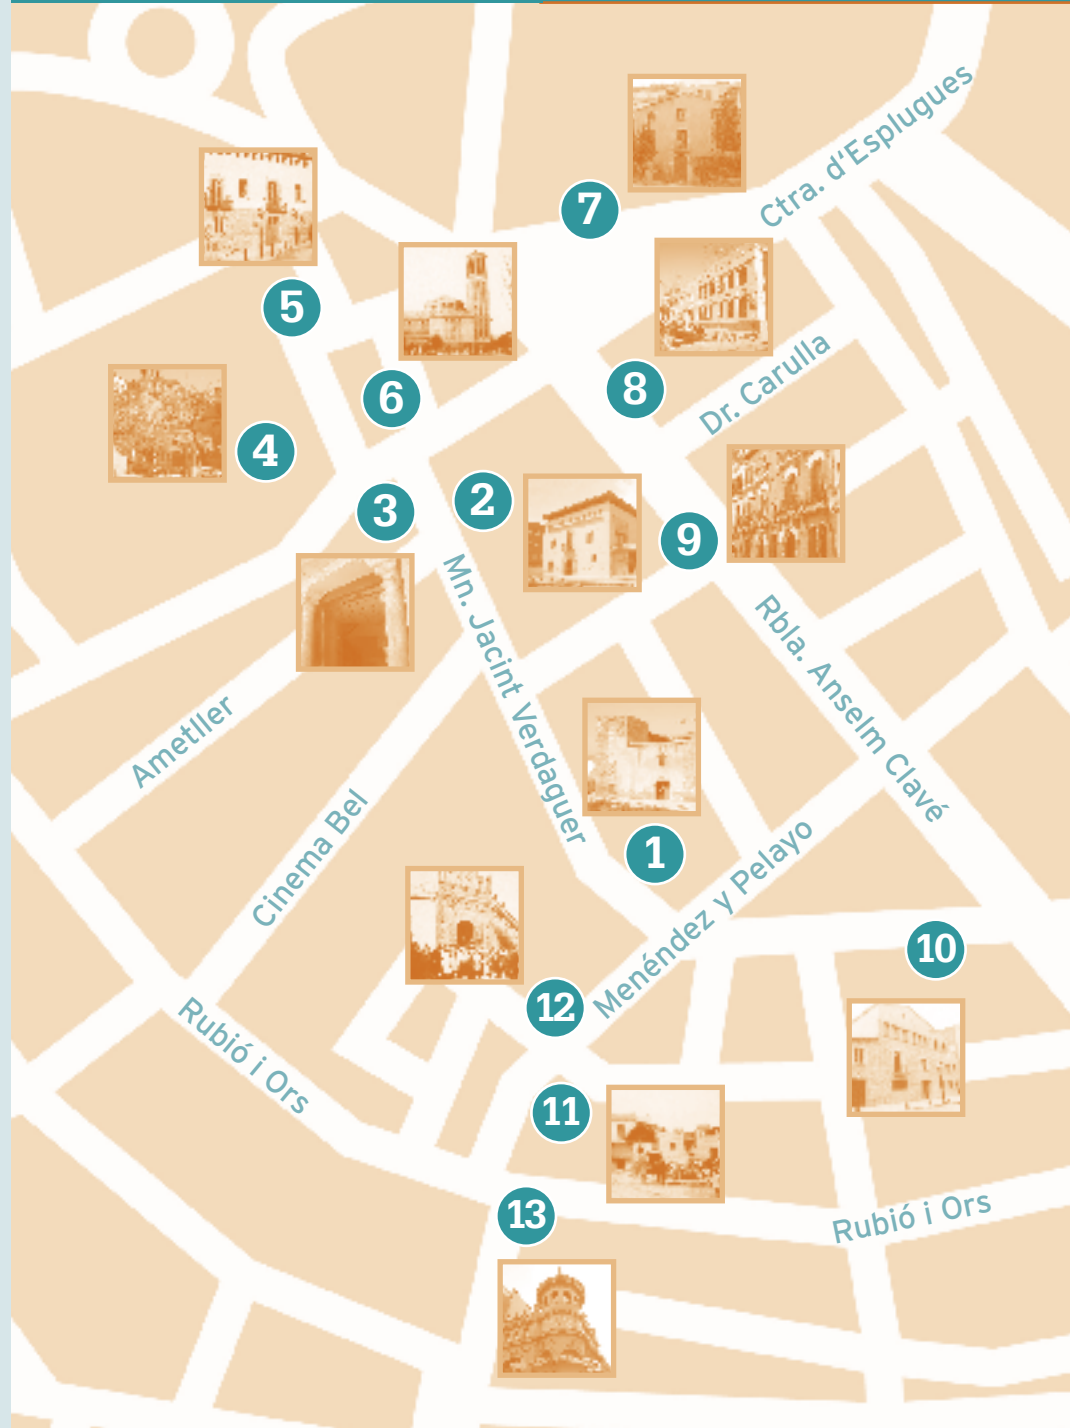 Ctra. d'Esplugues
7
5
6
8
Dr. Carulla
4
2
3
9
Mn. Jacint Verdaguer
Rbla. Anselm Clavé
Ametller
Cinema Bel
1
Menéndez y Pelayo
10
12
Rubió i Ors
11
13
Rubió i Ors